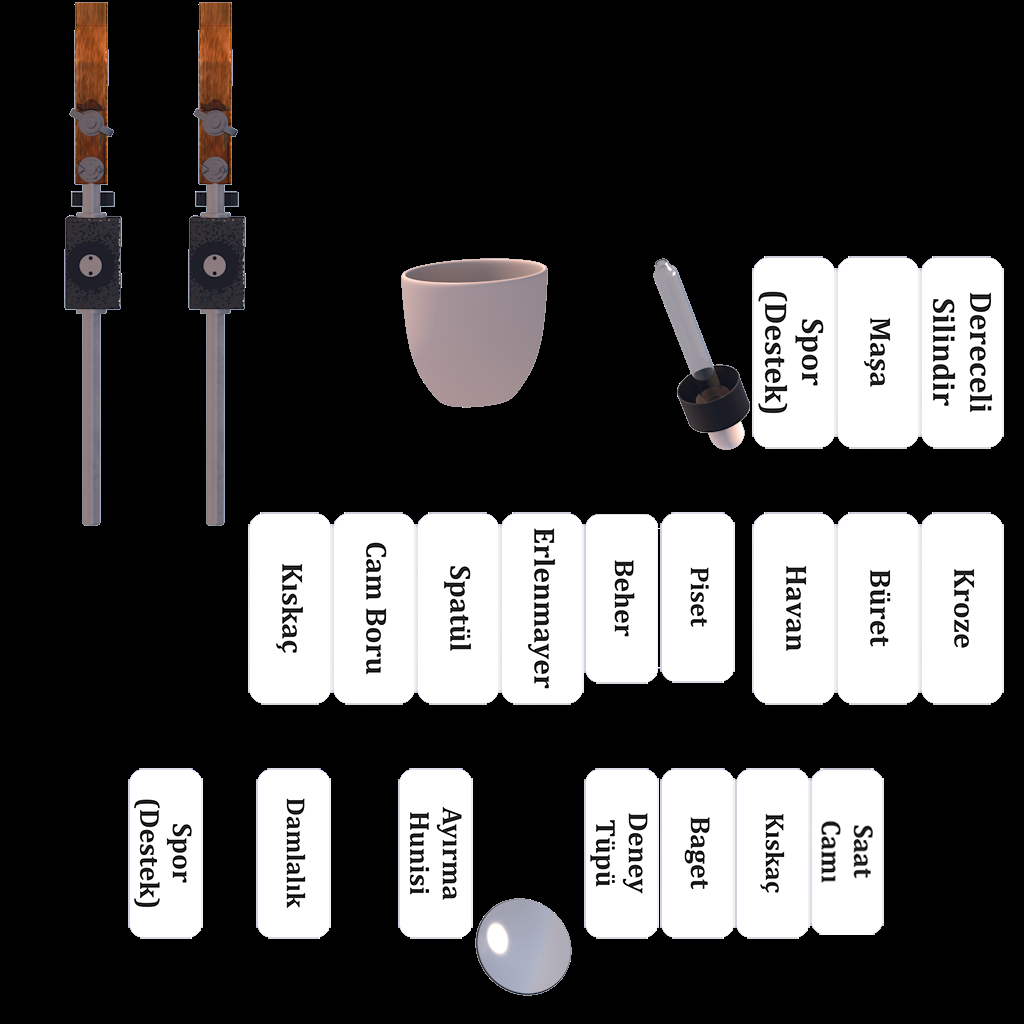 Spor
(Destek)
Maşa
Dereceli
Silindir
Kıskaç
Cam Boru
Spatül
Erlenmayer
Beher
Piset
Havan
Büret
Kroze
Spor
(Destek)
Damlalık
Ayırma
Hunisi
Deney
Tüpü
Baget
Kıskaç
Saat
Camı